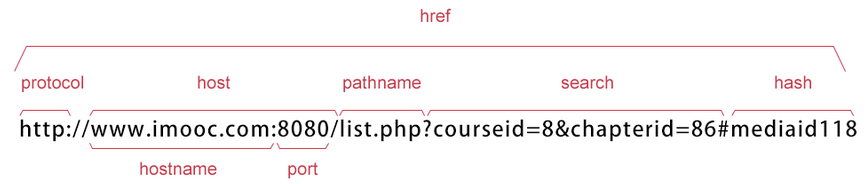 href
protocol host pathname search hash
http://www.imooc.com:8080/list.php?courseid=8&chapterid=86#mediaid118
hostname port